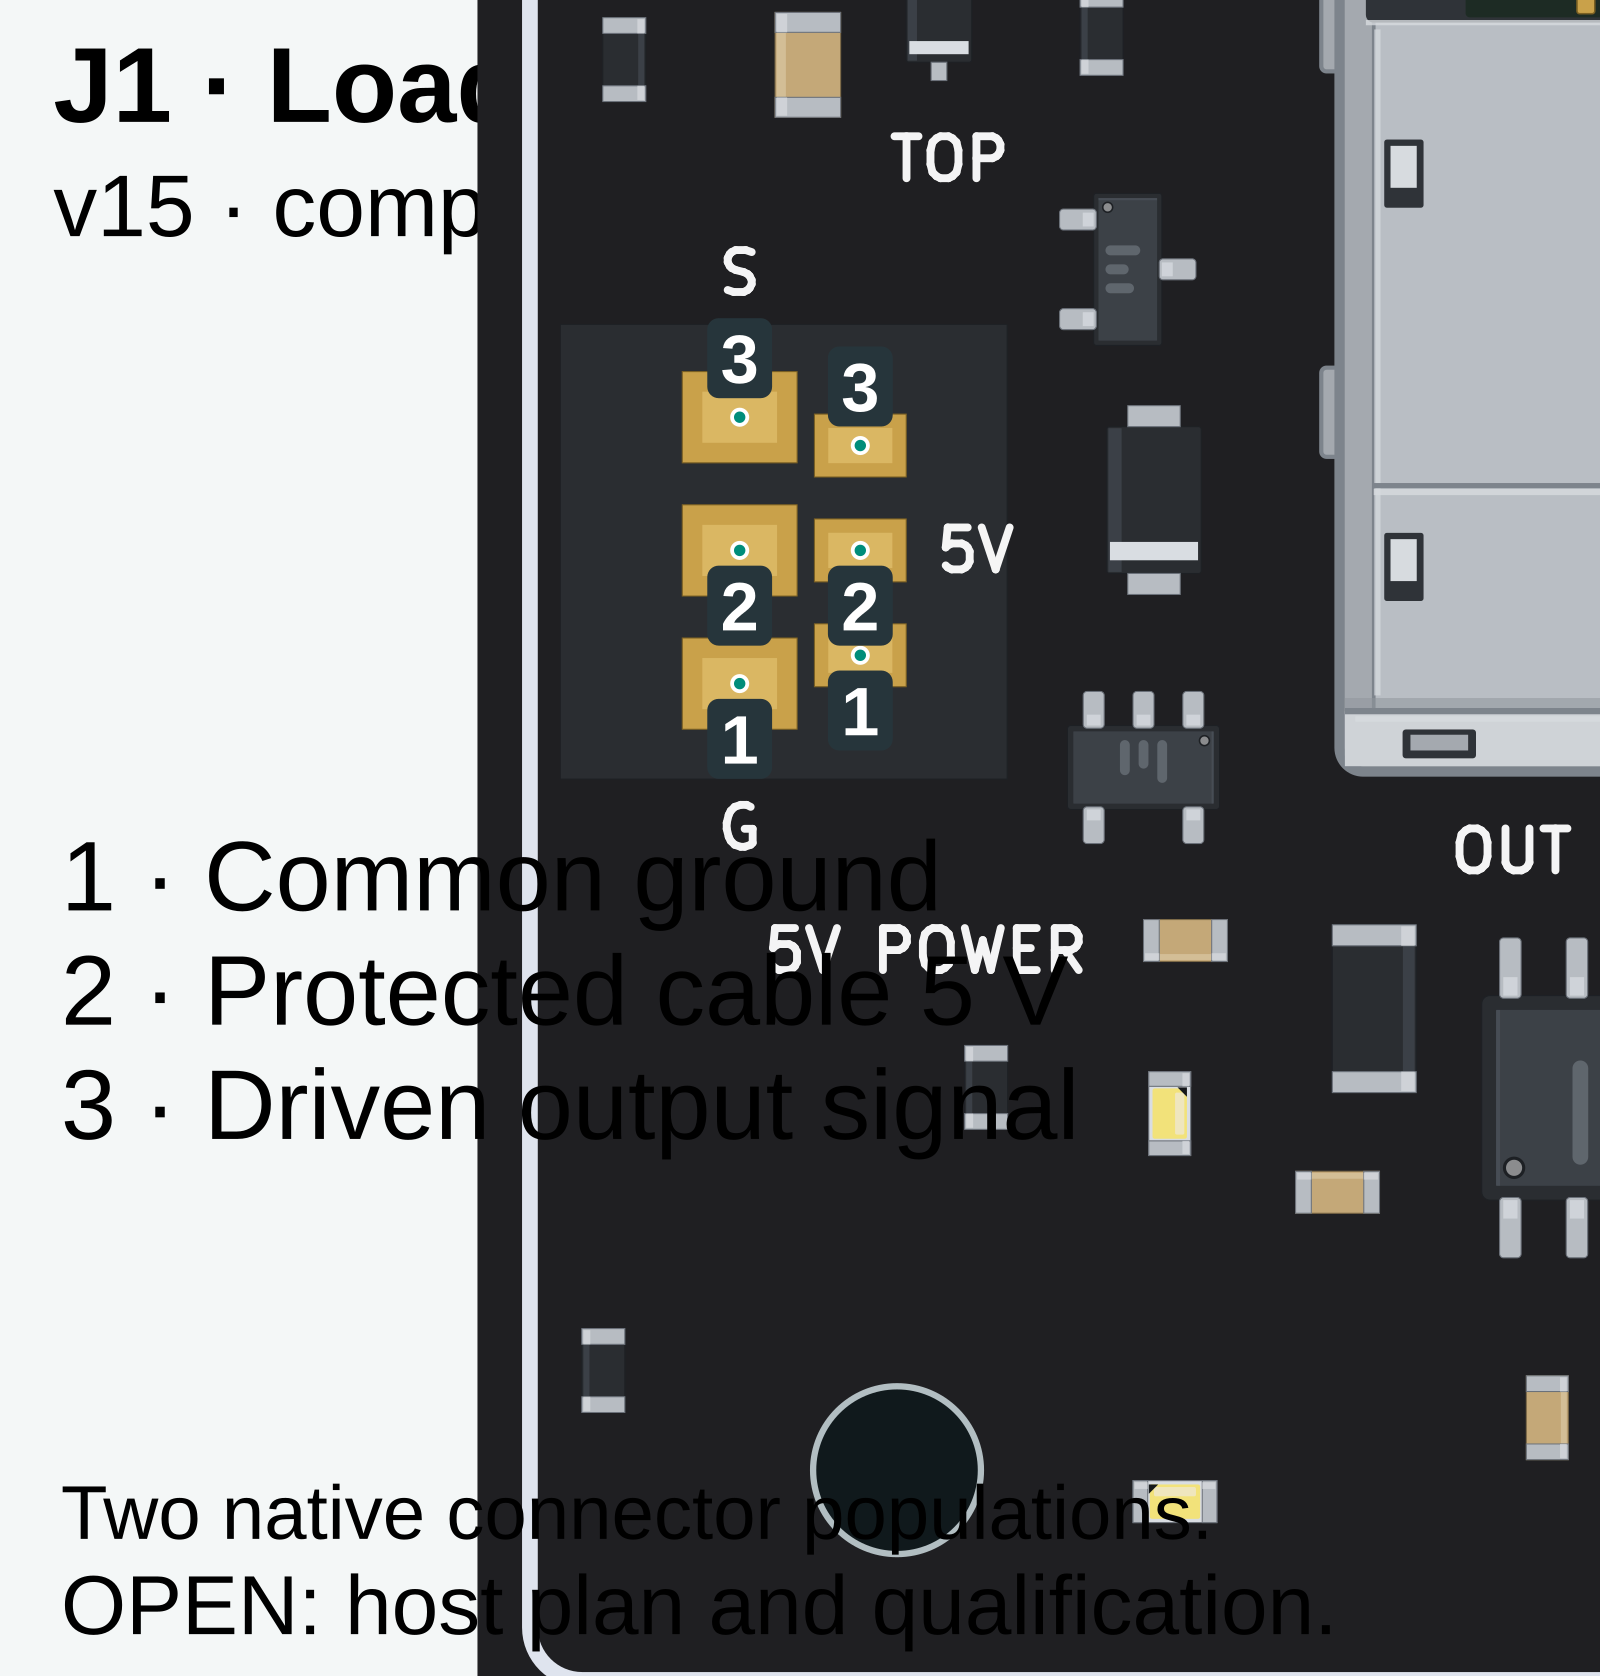 J1 · Load
v15 · comp
TOP
S
3
3
5V
2
2
1
1
G
OUT
1 · Common ground
5V POWER
2 · Protected cable 5 V
3 · Driven output signal
Two native connector populations.
OPEN: host plan and qualification.